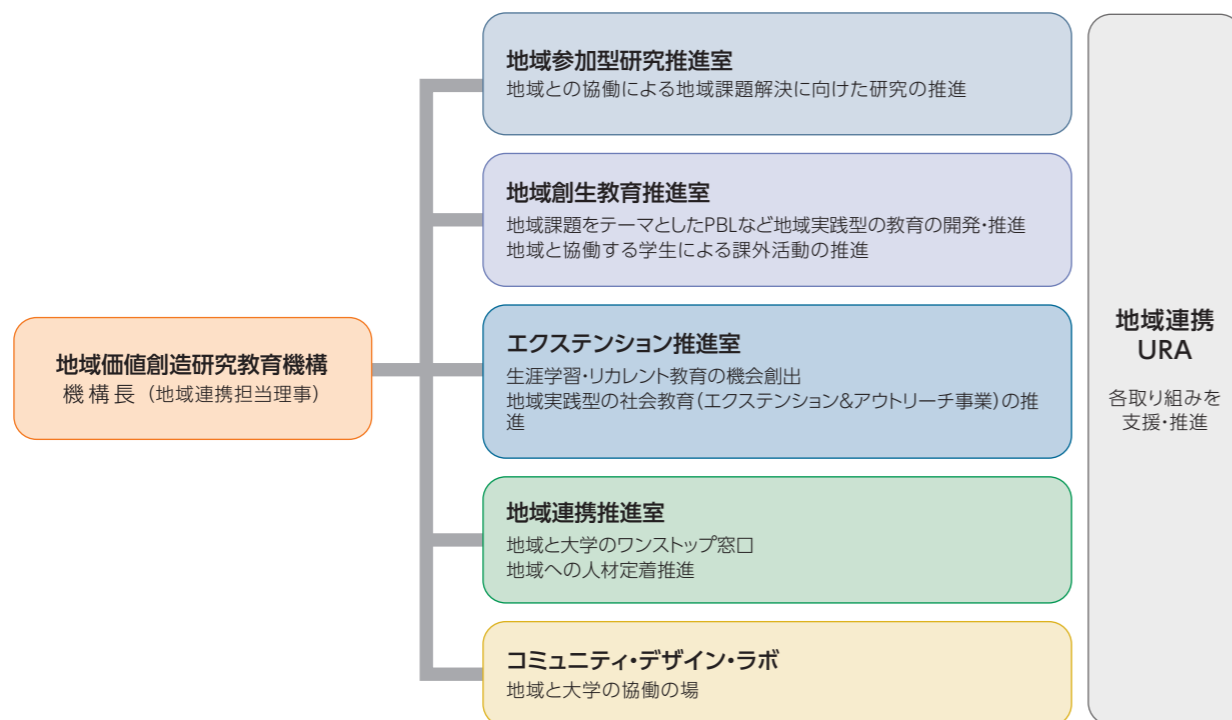 地域参加型研究推進室
地域との協働による地域課題解決に向けた研究の推進
地域創生教育推進室
地域課題をテーマとしたPBLなど地域実践型の教育の開発・推進
地域と協働する学生による課外活動の推進
地域価値創造研究教育機構
機構長（地域連携担当理事）
エクステンション推進室
生涯学習・リカレント教育の機会創出
地域実践型の社会教育（エクステンション&アウトリーチ事業）の推
進
地域連携推進室
地域と大学のワンストップ窓口
地域への人材定着推進
コミュニティ・デザイン・ラボ
地域と大学の協働の場
地域連携
URA
各取り組みを
支援・推進